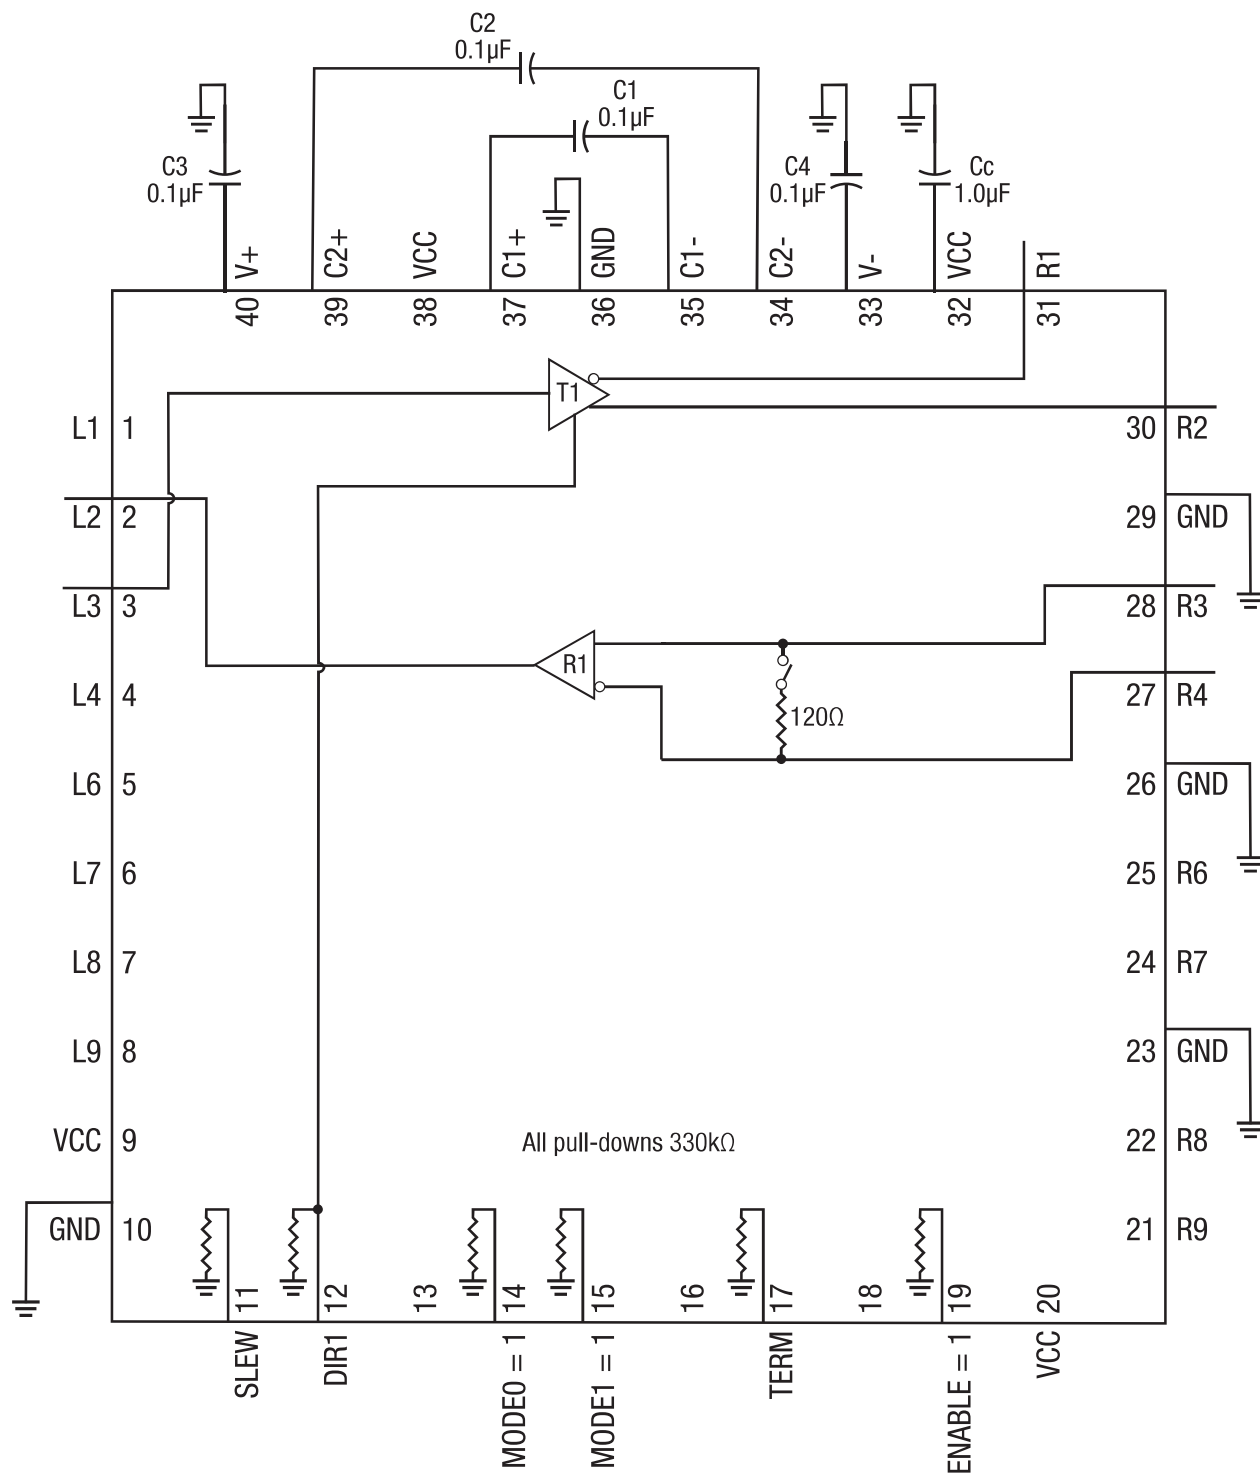 C2
0.1µF
C1
0.1µF
C3
0.1µF
C4
0.1µF
Cc
1.0µF
V+
C2+
VCC
C1+
GND
C1-
C2-
V-
VCC
R1
40
39
38
37
36
35
34
33
32
31
T1
L1 1
30 R2
L2 2
29 GND
L3 3
28 R3
R1
L4 4
27 R4
120Ω
L6 5
26 GND
L7 6
25 R6
L8 7
24 R7
L9 8
23 GND
VCC 9
All pull-downs 330kΩ
22 R8
GND 10
21 R9
11
12
13
14
15
16
17
18
19
20
SLEW
DIR1
MODE0 = 1
MODE1 = 1
TERM
ENABLE = 1
VCC